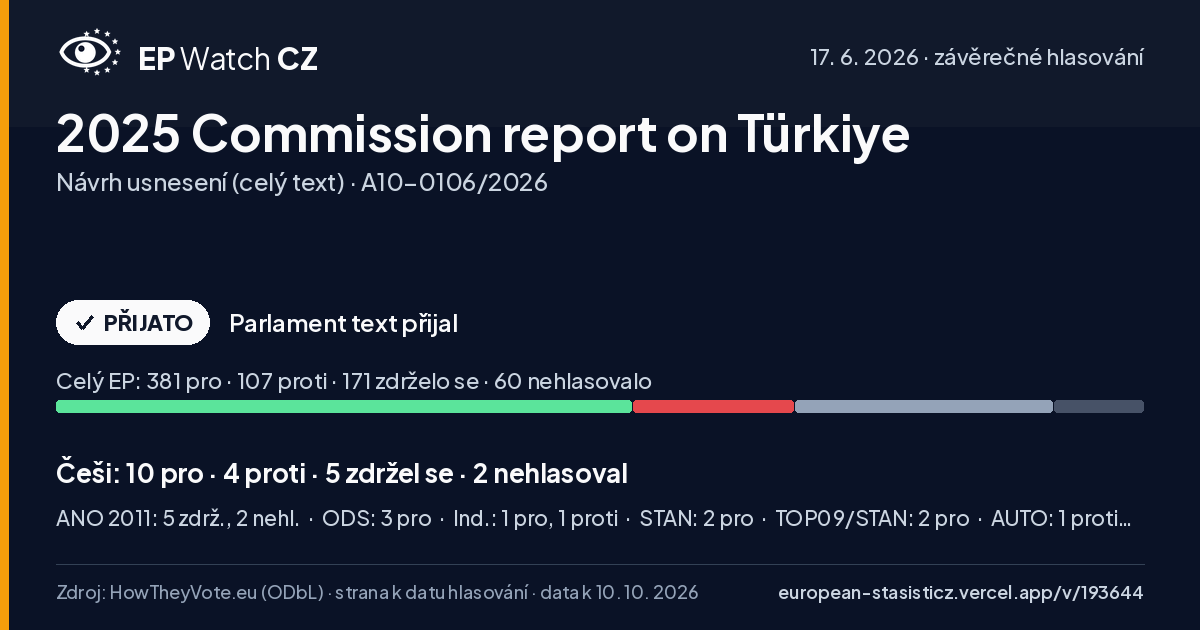 EP Watch CZ
17. 6. 2026 · závěrečné hlasování
2025 Commission report on Türkiye
Návrh usnesení (celý text) · A10–0106/2026
✓ PŘIJATO Parlament text přijal
Celý EP: 381 pro · 107 proti · 171 zdrželo se · 60 nehlasovalo
Češi: 10 pro · 4 proti · 5 zdržel se · 2 nehlasoval
ANO 2011: 5 zdrž., 2 nehl. · ODS: 3 pro · Ind.: 1 pro, 1 proti · STAN: 2 pro · TOP09/STAN: 2 pro · AUTO: 1 proti…
Zdroj: HowTheyVote.eu (ODbL) · strana k datu hlasování · data k 10. 10. 2026
european-stasisticz.vercel.app/v/193644